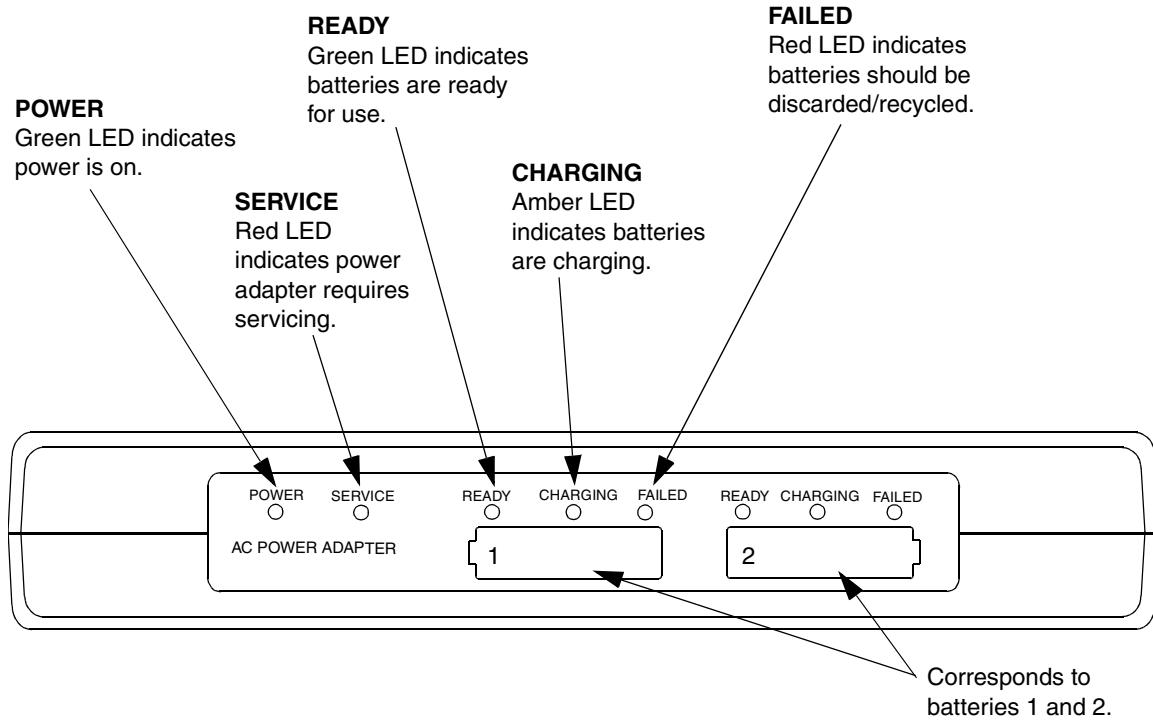 READY
Green LED indicates
batteries are ready
for use.
FAILED
Red LED indicates
batteries should be
discarded/recycled.
POWER
Green LED indicates
power is on.
SERVICE
Red LED
indicates power
adapter requires
servicing.
CHARGING
Amber LED
indicates batteries
are charging.
POWER SERVICE READY CHARGING FAILED READY CHARGING FAILED
AC POWER ADAPTER
1
2
Corresponds to
batteries 1 and 2.